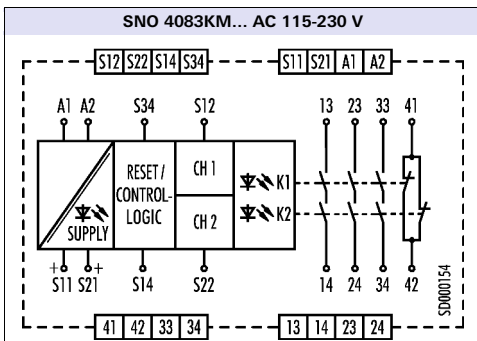 SNO 4083KM... AC 115-230 V
S12 S22 S14 S34 S11 S21 A1 A2
A1 A2 S34 S12 13 23 33 41
RESET /
CONTROL-
LOGIC
CH 1
K1
SUPPLY
CH 2
K2
+ +
S11 S21 S14 S22 14 24 34 42
SD000154
41 42 33 34 13 14 23 24